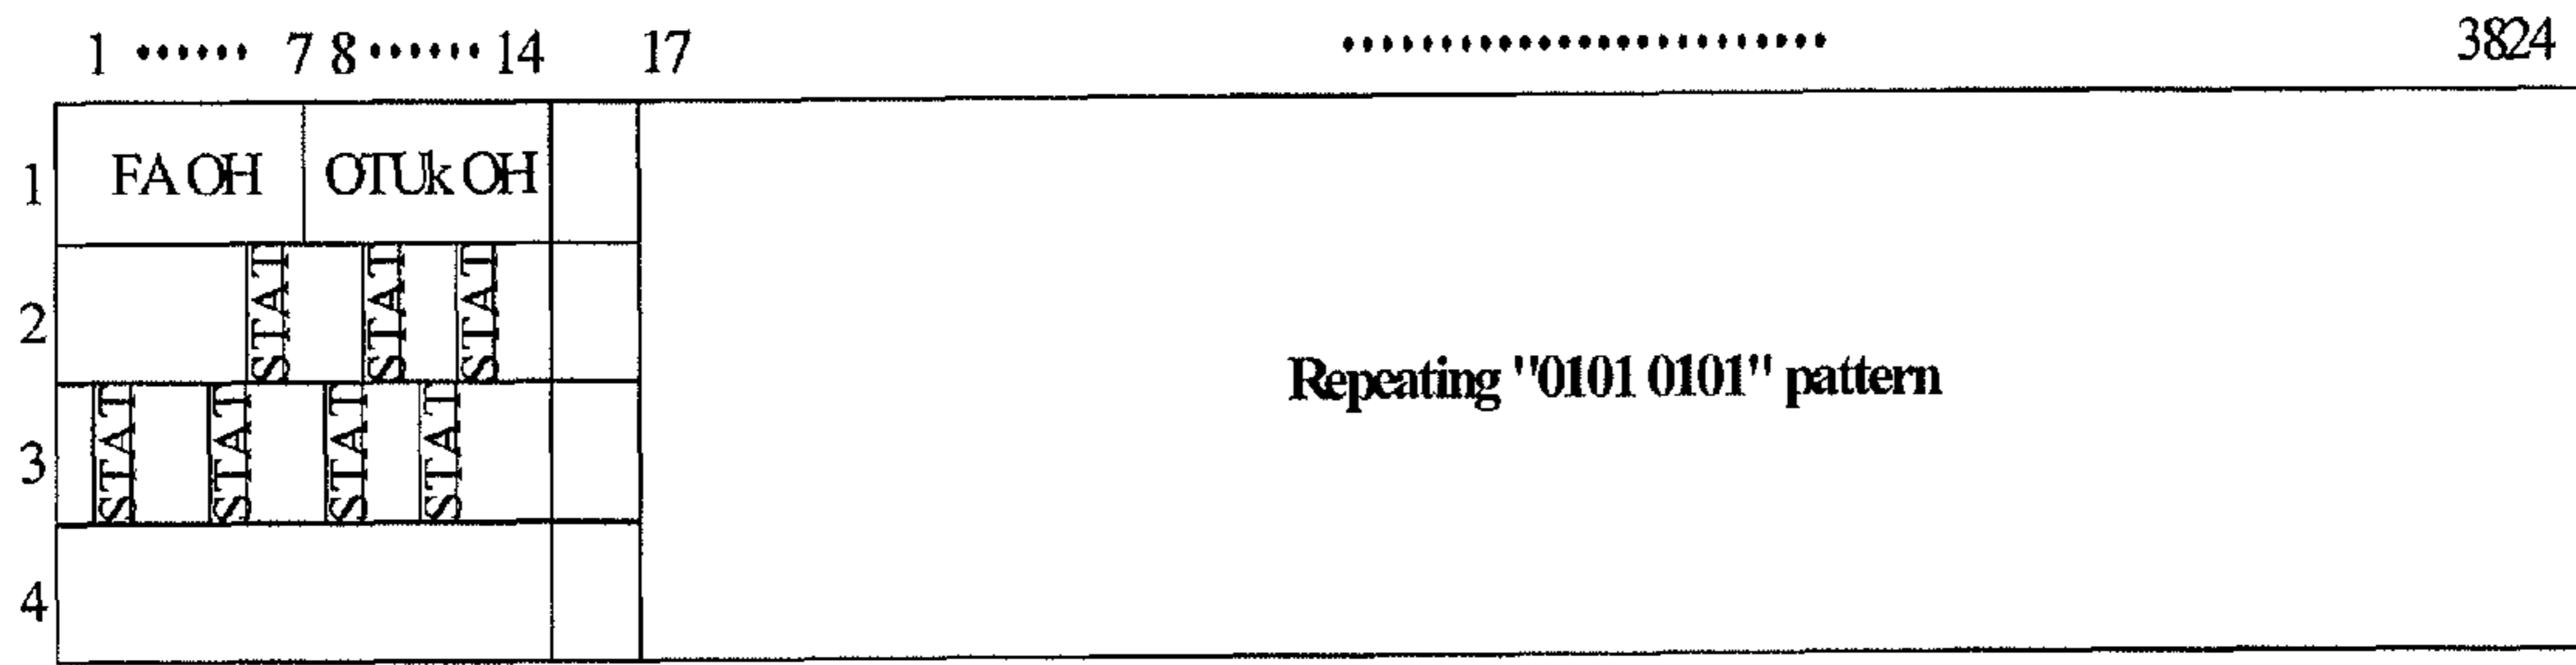 1 ...... 7 8 ...... 14 17 ......................... 3824
1 FA OH OTUk OH
2 STAT STAT STAT
Repeating "0101 0101" pattern
3 STAT STAT STAT STAT
4